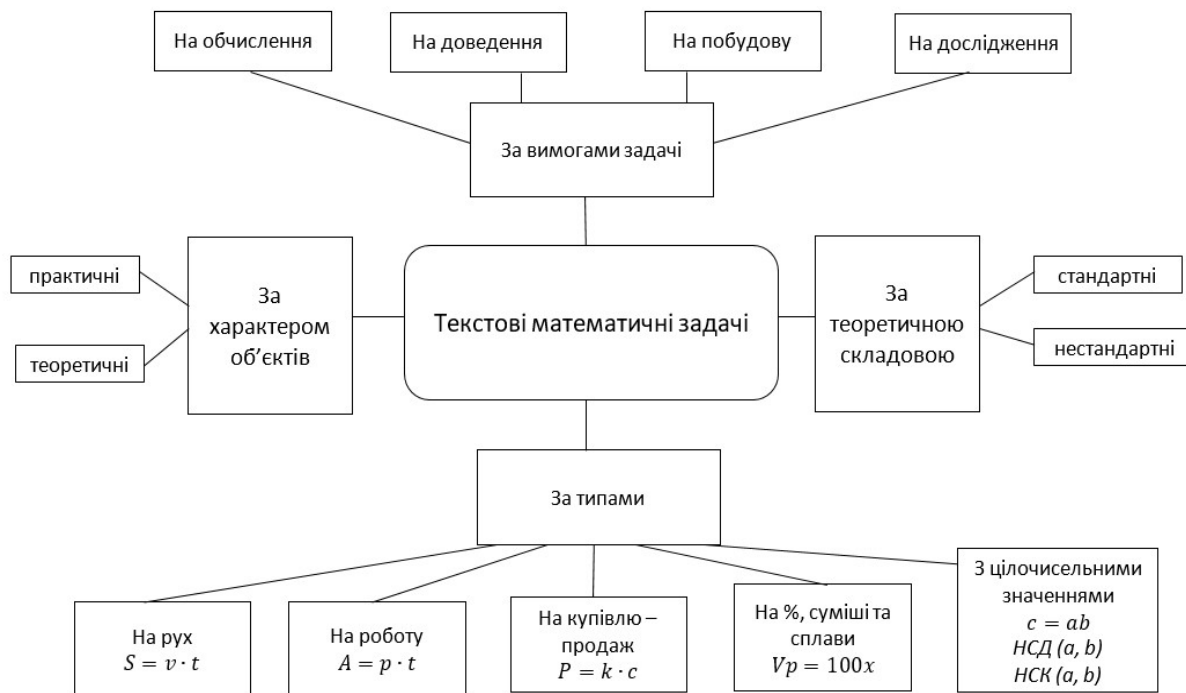 На обчислення
На доведення
На побудову
На дослідження
За вимогами задачі
практичні
теоретичні
За
характером
об’єктів
Текстові математичні задачі
За
теоретичною
складовою
стандартні
нестандартні
За типами
На рух
S = v · t
На роботу
A = p · t
На купівлю –
продаж
P = k · c
На %, суміші та
сплави
Vp = 100x
З цілочисельними
значеннями
c = ab
НСД (a, b)
НСК (a, b)